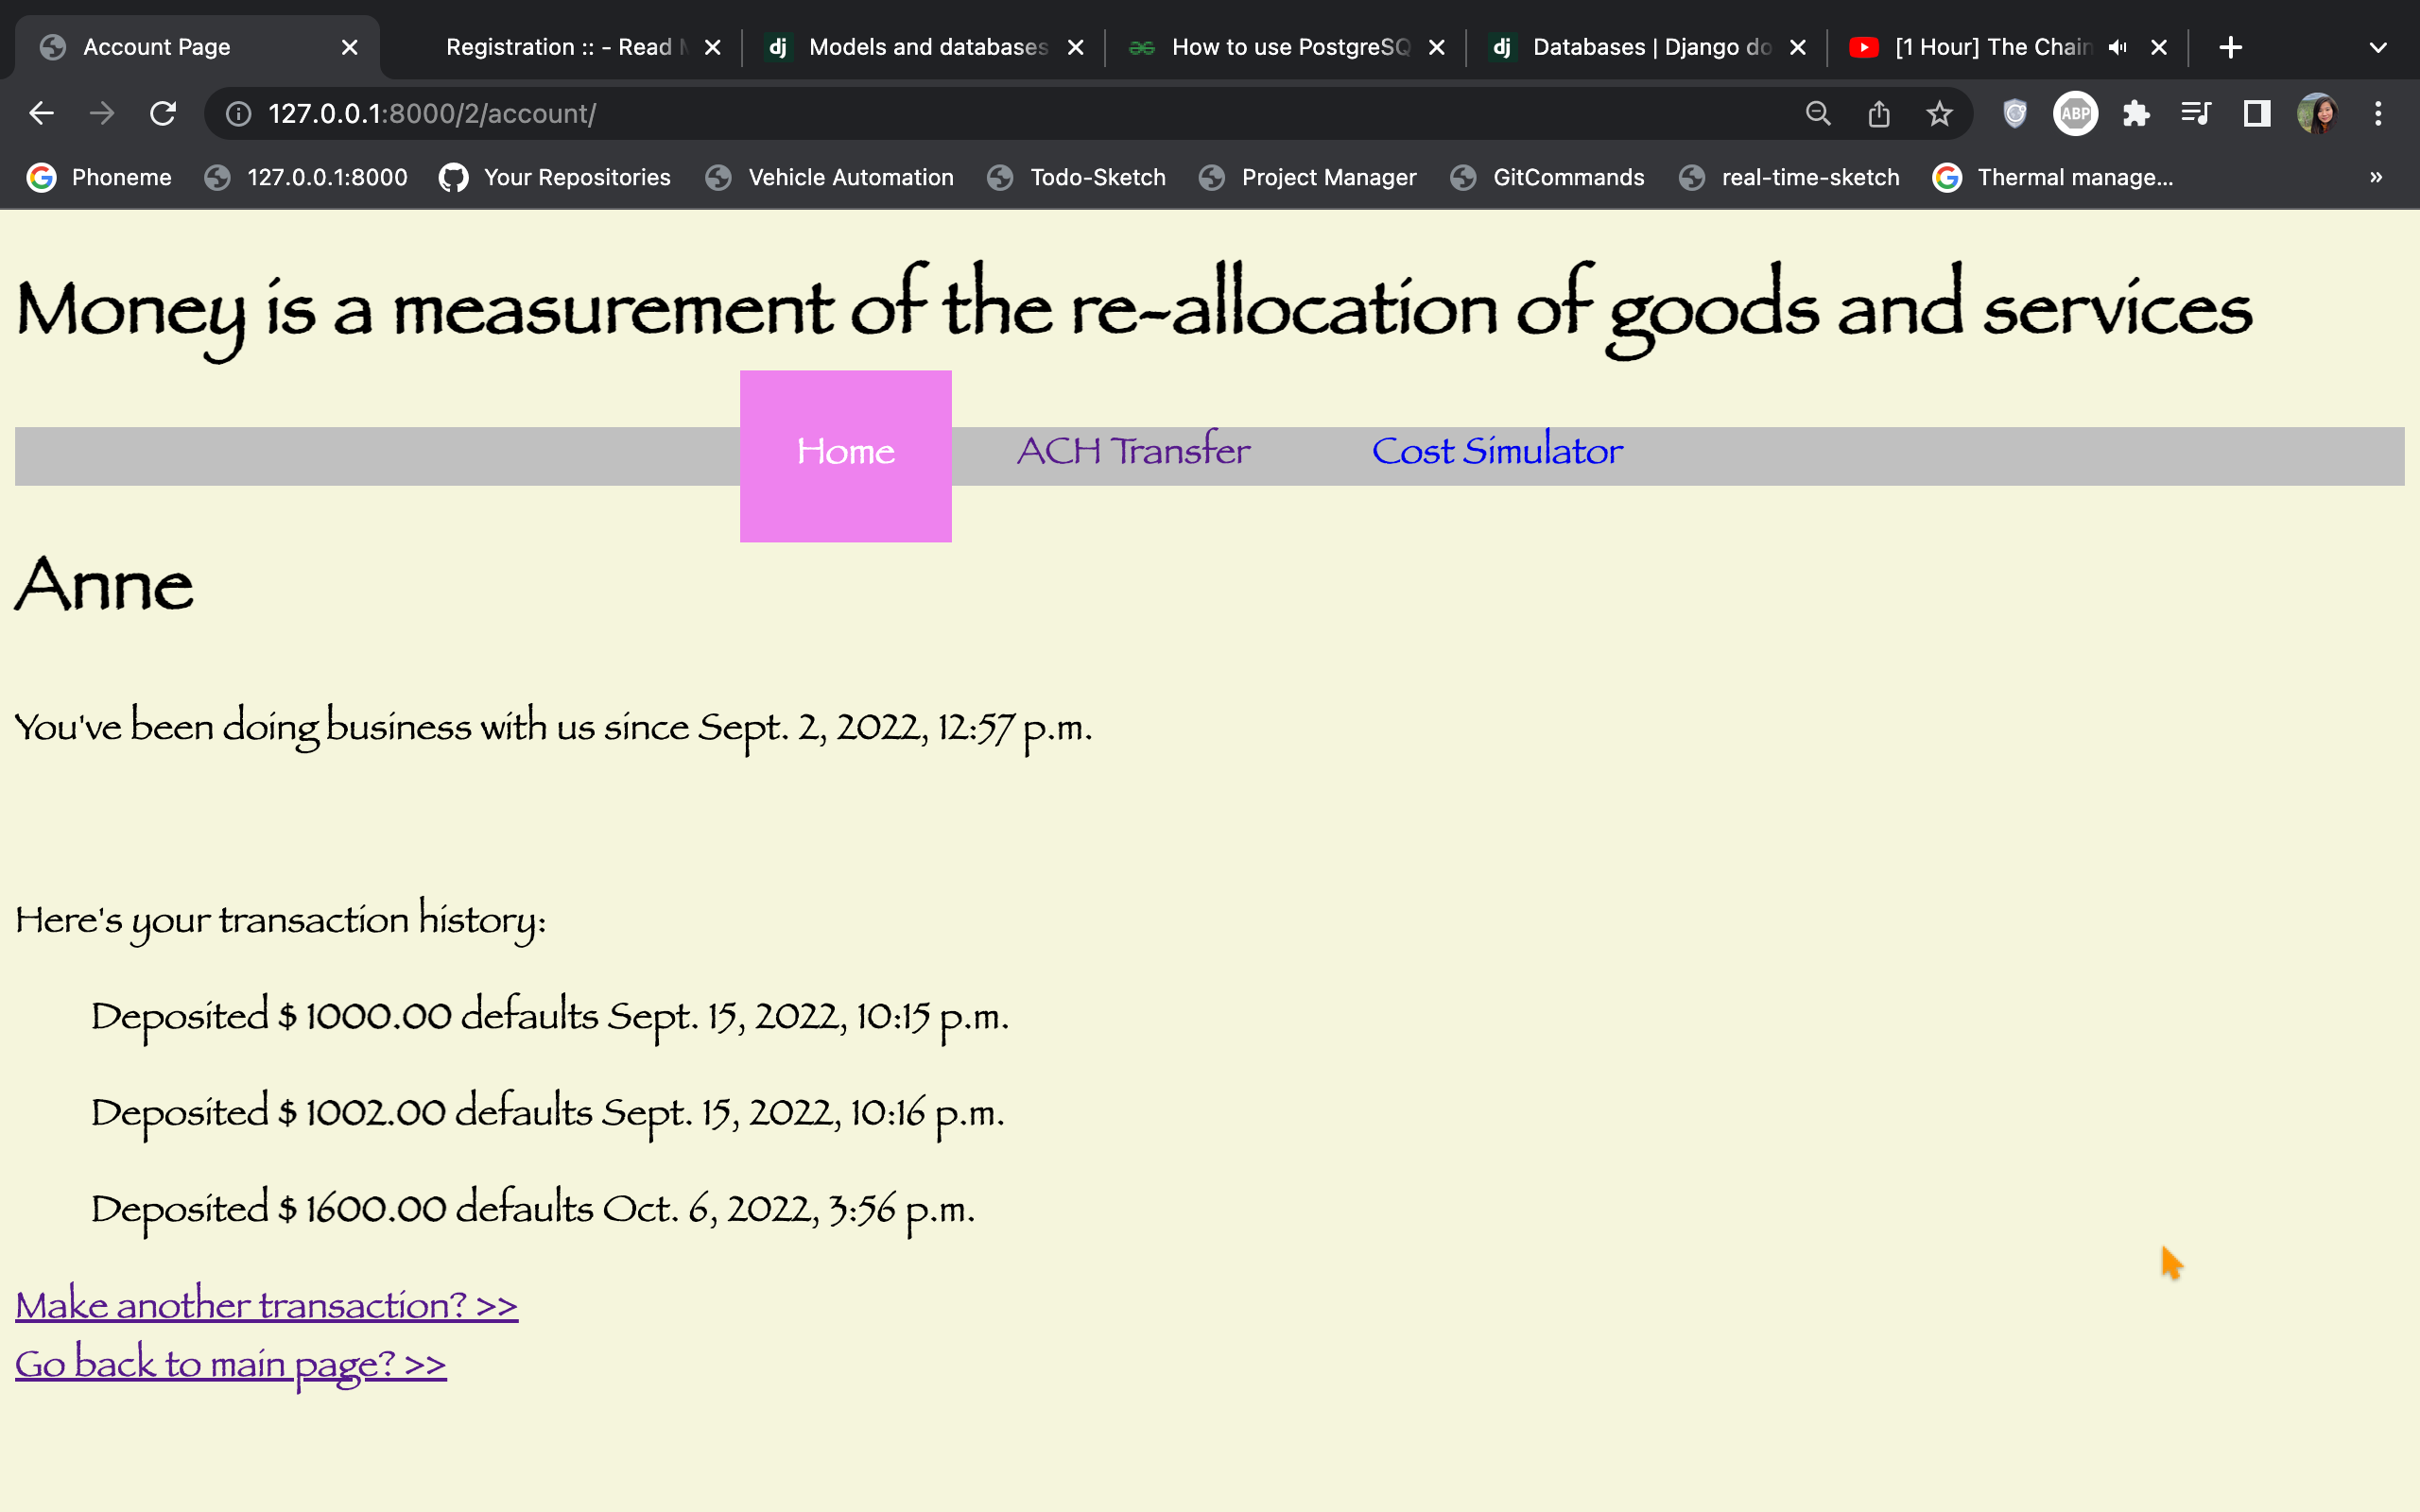 Account Page
Registration :: - Read
dj Models and databases
How to use PostgreSQ
dj Databases | Django do
[1 Hour] The Chain
127.0.0.1:8000/2/account/
ABP
Phoneme 127.0.0.1:8000 Your Repositories Vehicle Automation Todo-Sketch Project Manager GitCommands real-time-sketch Thermal manage... »
Money is a measurement of the re-allocation of goods and services
Home ACH Transfer Cost Simulator
Anne
You've been doing business with us since Sept. 2, 2022, 12:57 p.m.
Here's your transaction history:
Deposited $ 1000.00 defaults Sept. 15, 2022, 10:15 p.m.
Deposited $ 1002.00 defaults Sept. 15, 2022, 10:16 p.m.
Deposited $ 1600.00 defaults Oct. 6, 2022, 3:56 p.m.
Make another transaction? >>
Go back to main page? >>